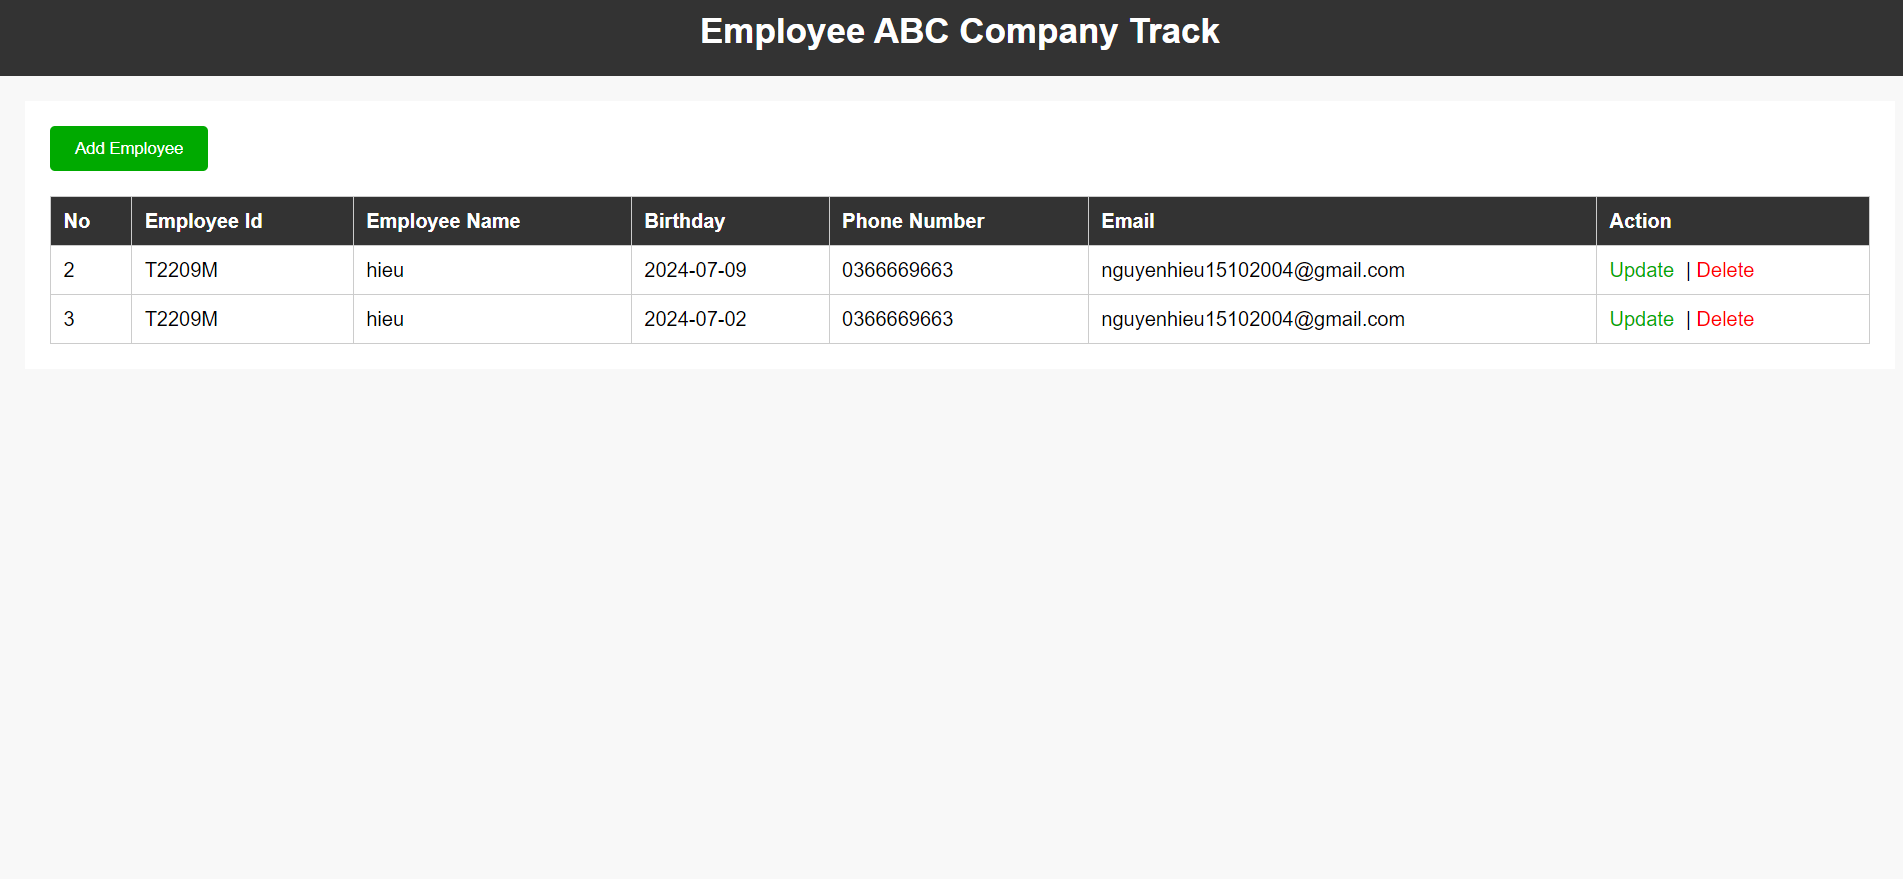 Employee ABC Company Track
Add Employee
No Employee Id Employee Name Birthday Phone Number Email Action
2 T2209M hieu 2024-07-09 0366669663 nguyenhieu15102004@gmail.com Update | Delete
3 T2209M hieu 2024-07-02 0366669663 nguyenhieu15102004@gmail.com Update | Delete